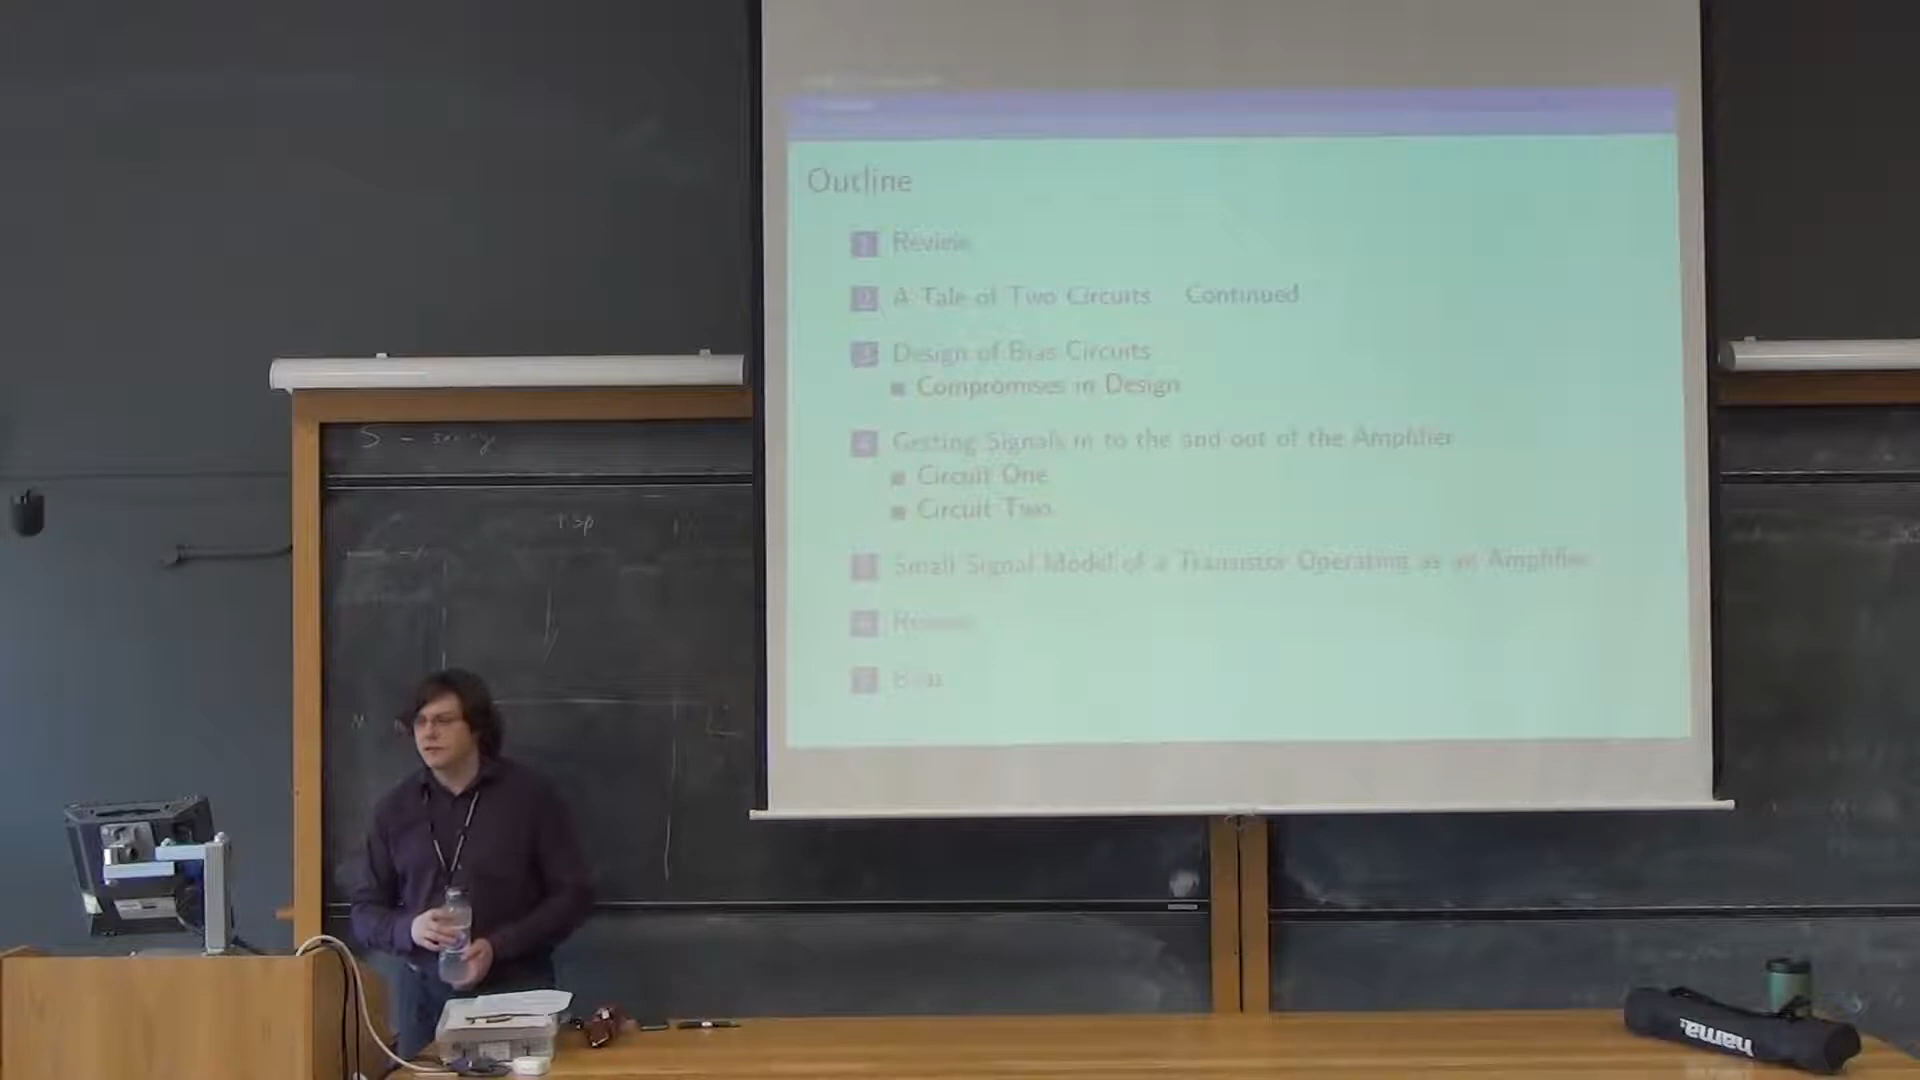 Outline
1 Review
2 A Tale of Two Circuits Continued
3 Design of Bias Circuits
Compromises in Design
4 Getting Signals in to the and out of the Amplifier
Circuit One
Circuit Two
5 Small Signal Model of a Transistor Operating as an Amplifier
6 Review
7 Bias
hama